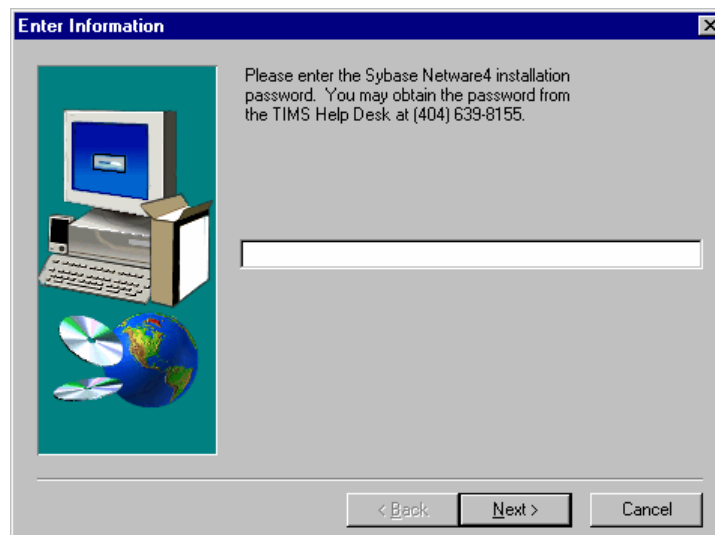 Enter Information
Please enter the Sybase Netware4 installation
password.  You may obtain the password from
the TIMS Help Desk at (404) 639-8155.
< Back
Next >
Cancel